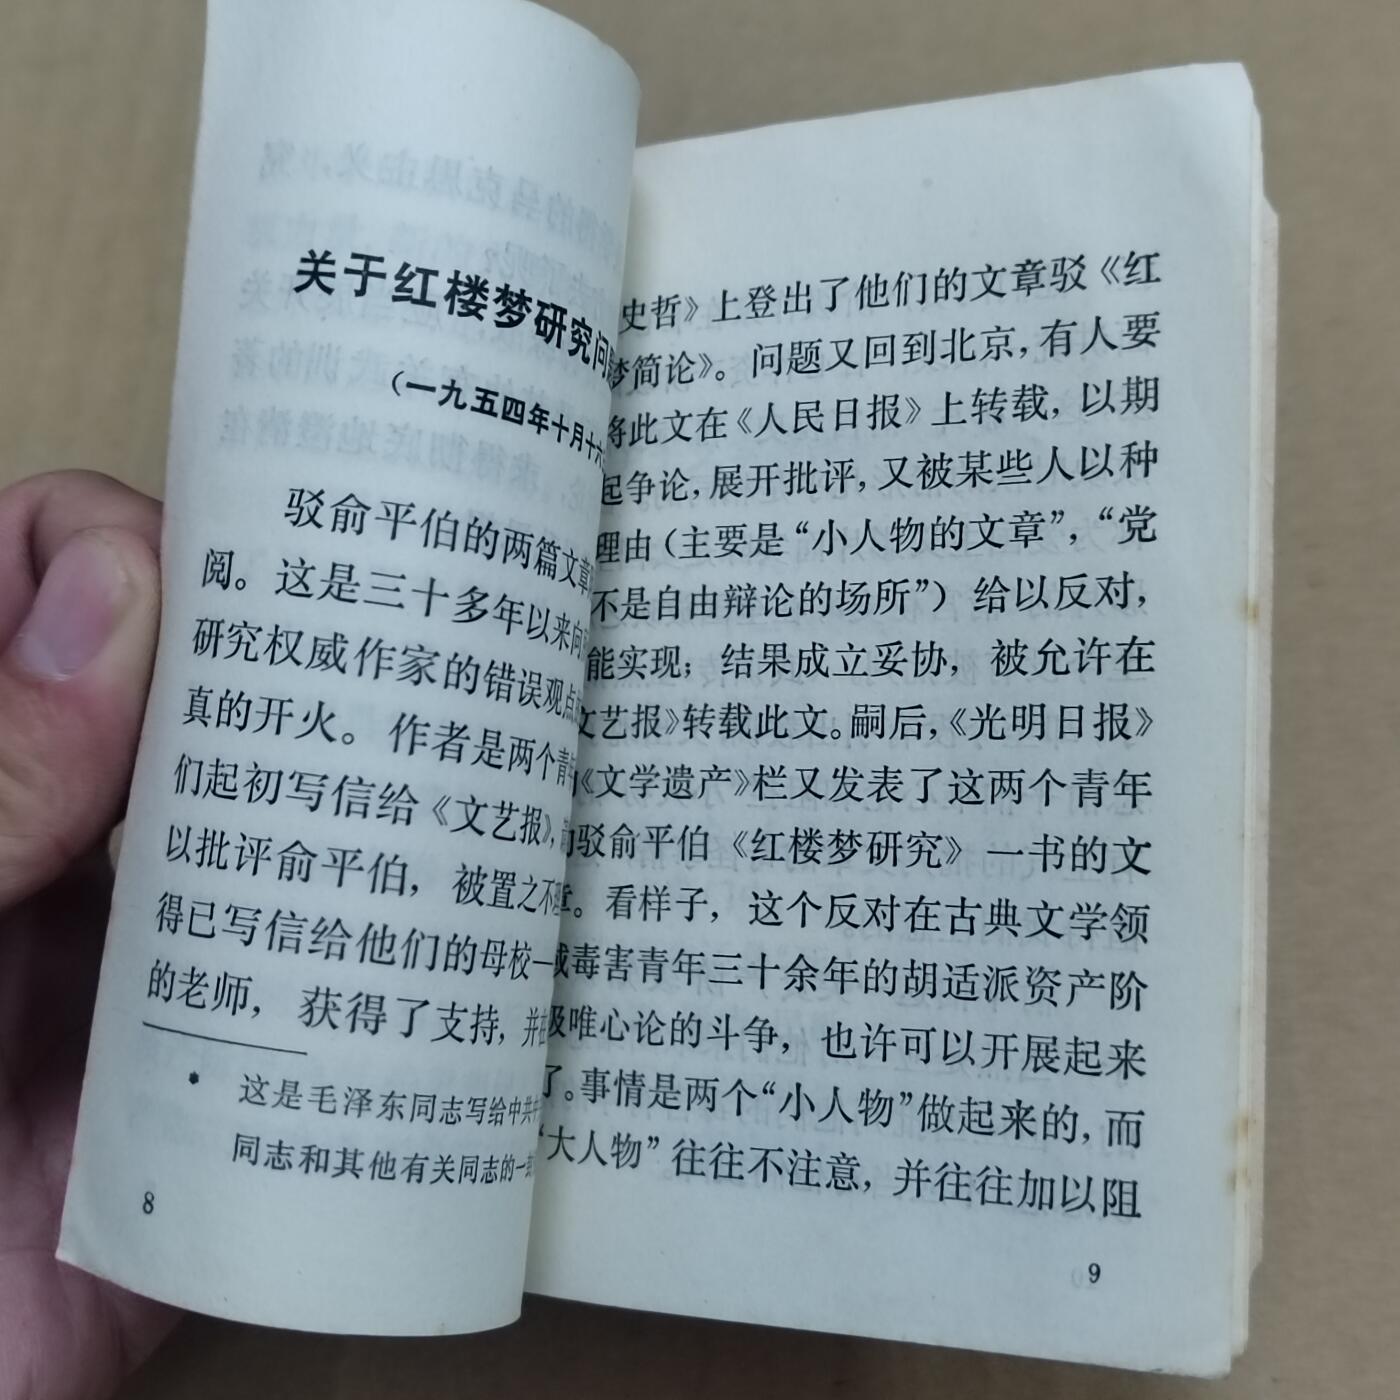 关于红楼梦研究问
(一九五四年十月十六
驳俞平伯的两篇文章
阅。这是三十多年以来向
研究权威作家的错误观点
真的开火。作者是两个青年
们起初写信给《文艺报》，
以批评俞平伯，被置之不
得已写信给他们的母校—
的老师，获得了支持，并在
* 这是毛泽东同志写给中共中
同志和其他有关同志的一
8
史哲》上登出了他们的文章驳《红
梦简论》。问题又回到北京，有人要
将此文在《人民日报》上转载，以期
起争论，展开批评，又被某些人以种
理由（主要是“小人物的文章”，“党
不是自由辩论的场所”）给以反对，
能实现；结果成立妥协，被允许在
文艺报》转载此文。嗣后，《光明日报》
《文学遗产》栏又发表了这两个青年
驳俞平伯《红楼梦研究》一书的文
章。看样子，这个反对在古典文学领
域毒害青年三十余年的胡适派资产阶
级唯心论的斗争，也许可以开展起来
了。事情是两个“小人物”做起来的，而
“大人物”往往不注意，并往往加以阻
9